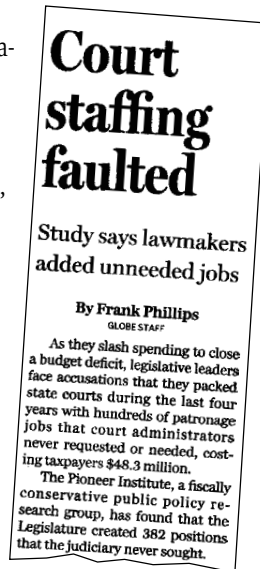 a-
,
Court
staffing
faulted
Study says lawmakers
added unneeded jobs
By Frank Phillips
GLOBE STAFF
As they slash spending to close
a budget deficit, legislative leaders
face accusations that they packed
state courts during the last four
years with hundreds of patronage
jobs that court administrators
never requested or needed, cost-
ing taxpayers $48.3 million.
The Pioneer Institute, a fiscally
conservative public policy re-
search group, has found that the
Legislature created 382 positions
that the judiciary never sought.